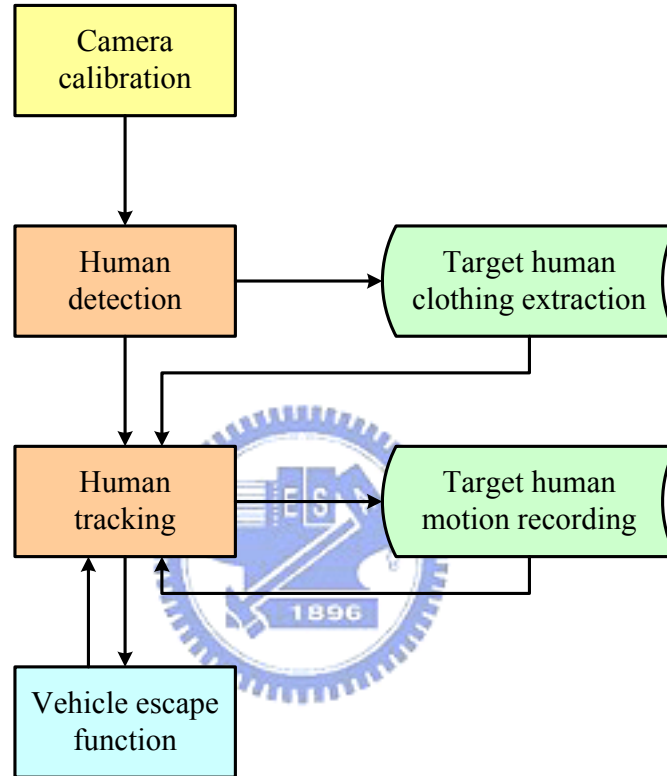 Camera
calibration
Human
detection
Target human
clothing extraction
Human
tracking
Target human
motion recording
E S
1896
Vehicle escape
function